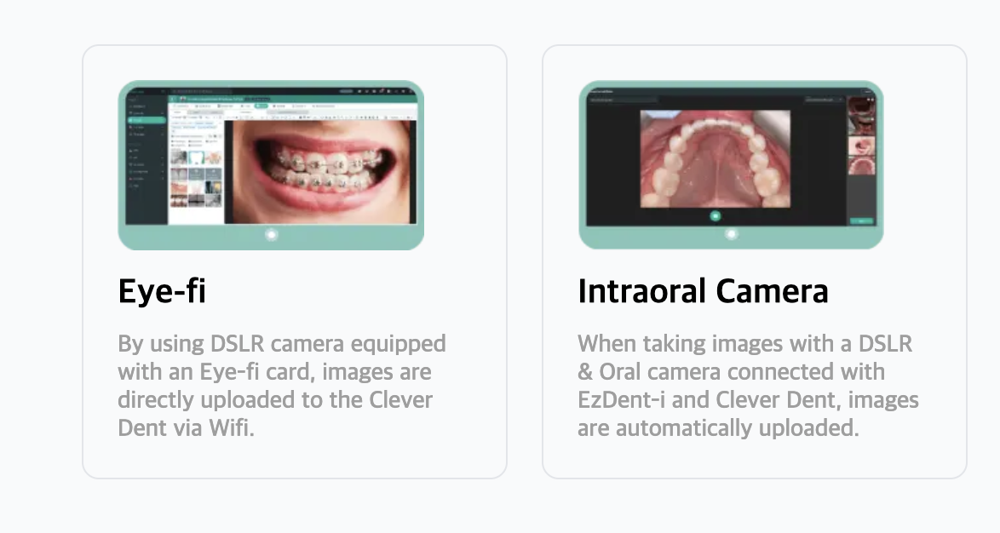 Eye-fi
By using DSLR camera equipped
with an Eye-fi card, images are
directly uploaded to the Clever
Dent via Wifi.
Intraoral Camera
When taking images with a DSLR
& Oral camera connected with
EzDent-i and Clever Dent, images
are automatically uploaded.